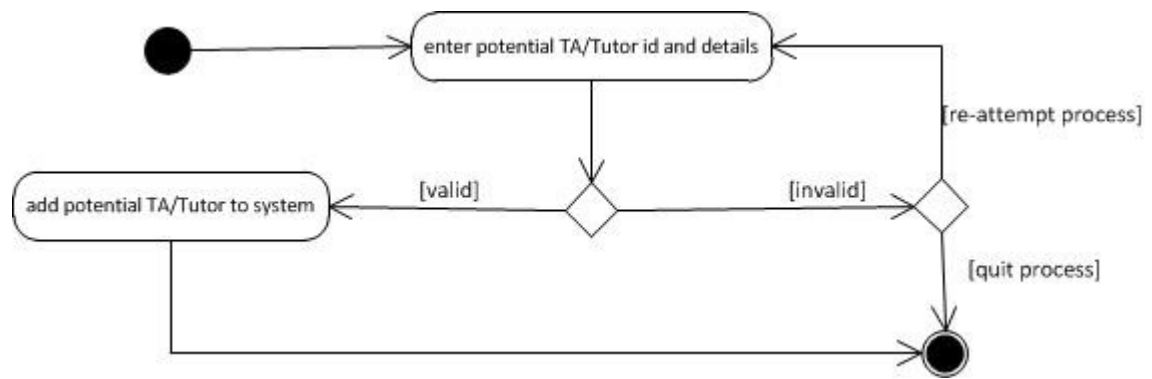 enter potential TA/Tutor id and details
[re-attempt process]
[valid]
[invalid]
add potential TA/Tutor to system
[quit process]